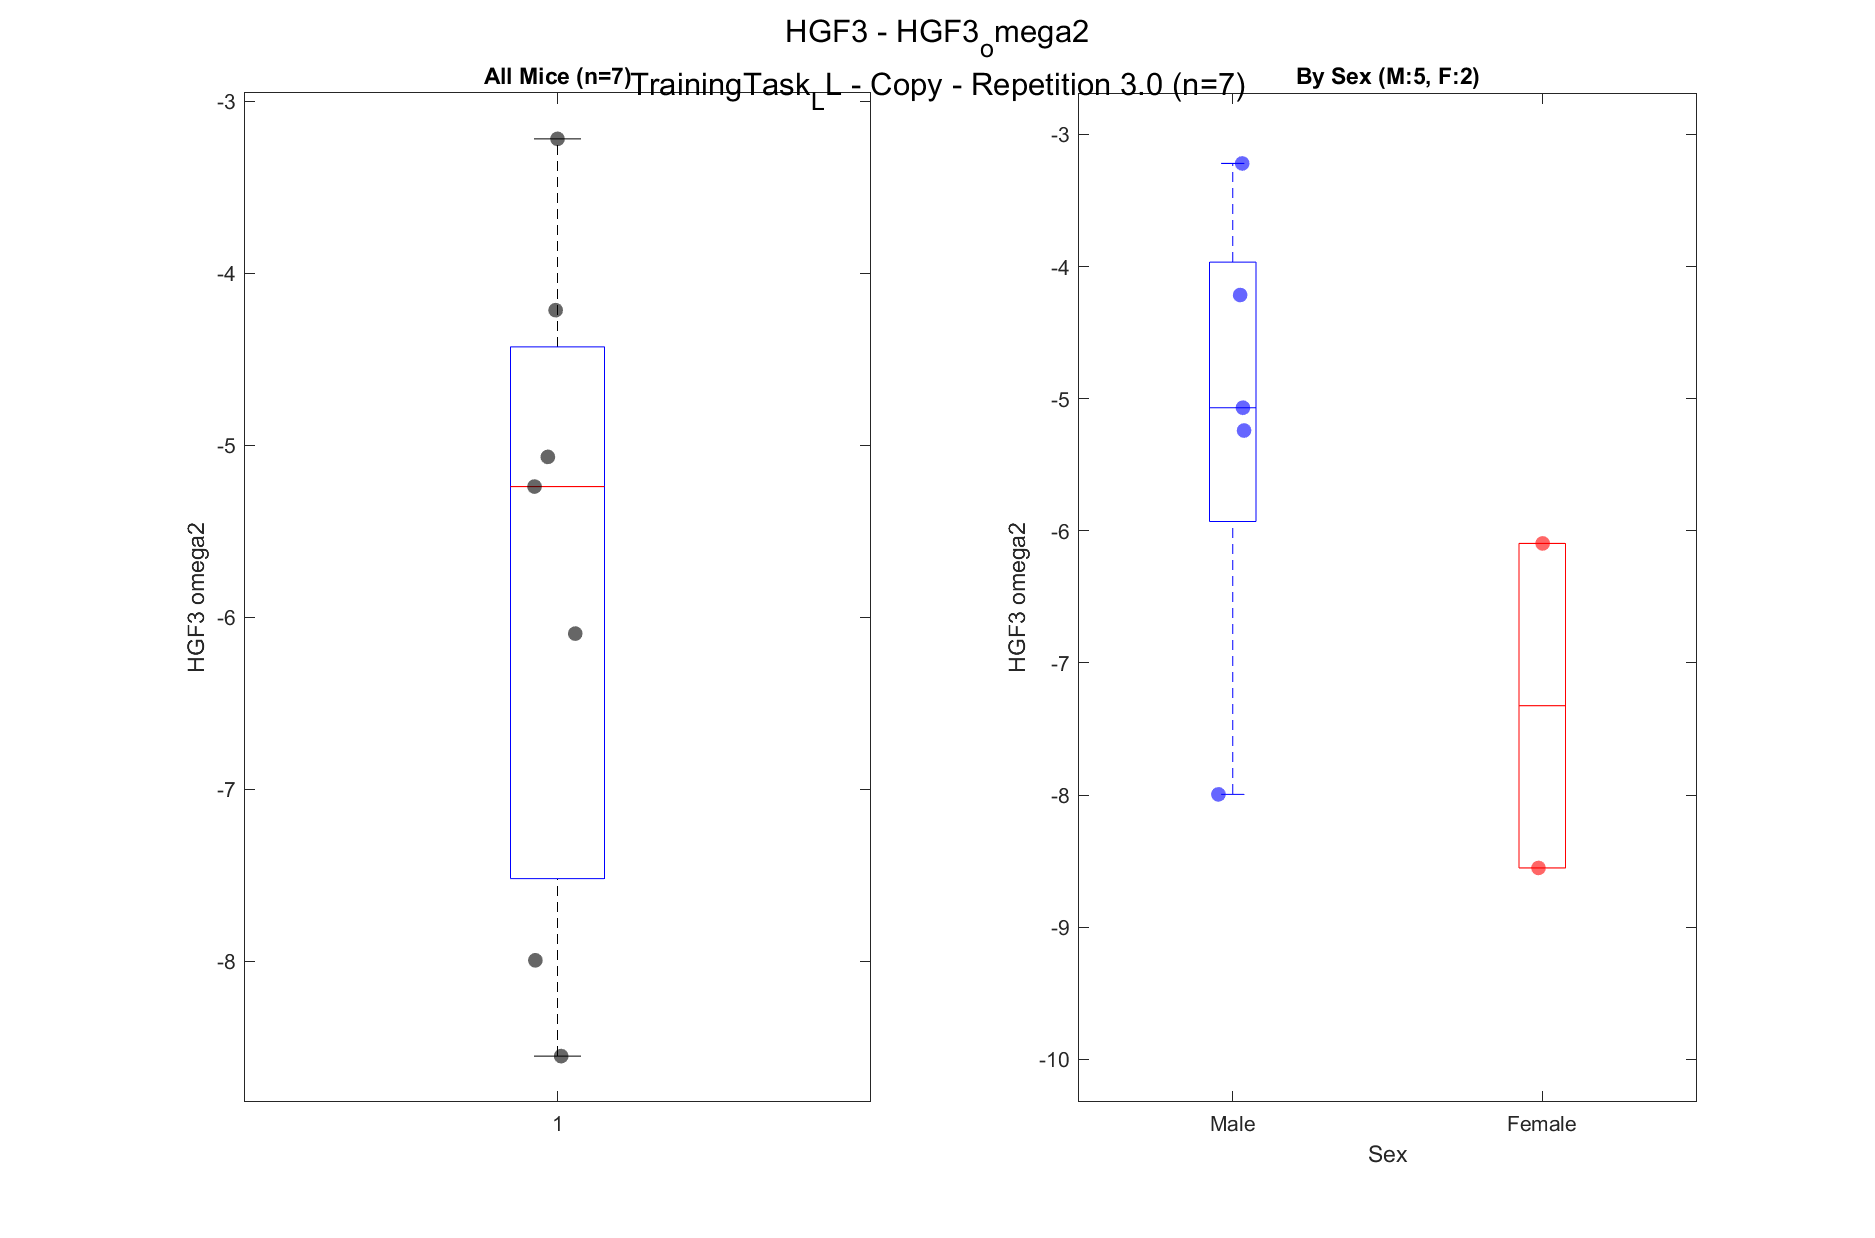 HGF3 - HGF3omega2
TrainingTaskLL - Copy - Repetition 3.0 (n=7)
All Mice (n=7)
-3
-4
-5
-6
-7
-8
HGF3 omega2
1
By Sex (M:5, F:2)
-3
-4
-5
-6
-7
-8
-9
-10
HGF3 omega2
Male
Female
Sex